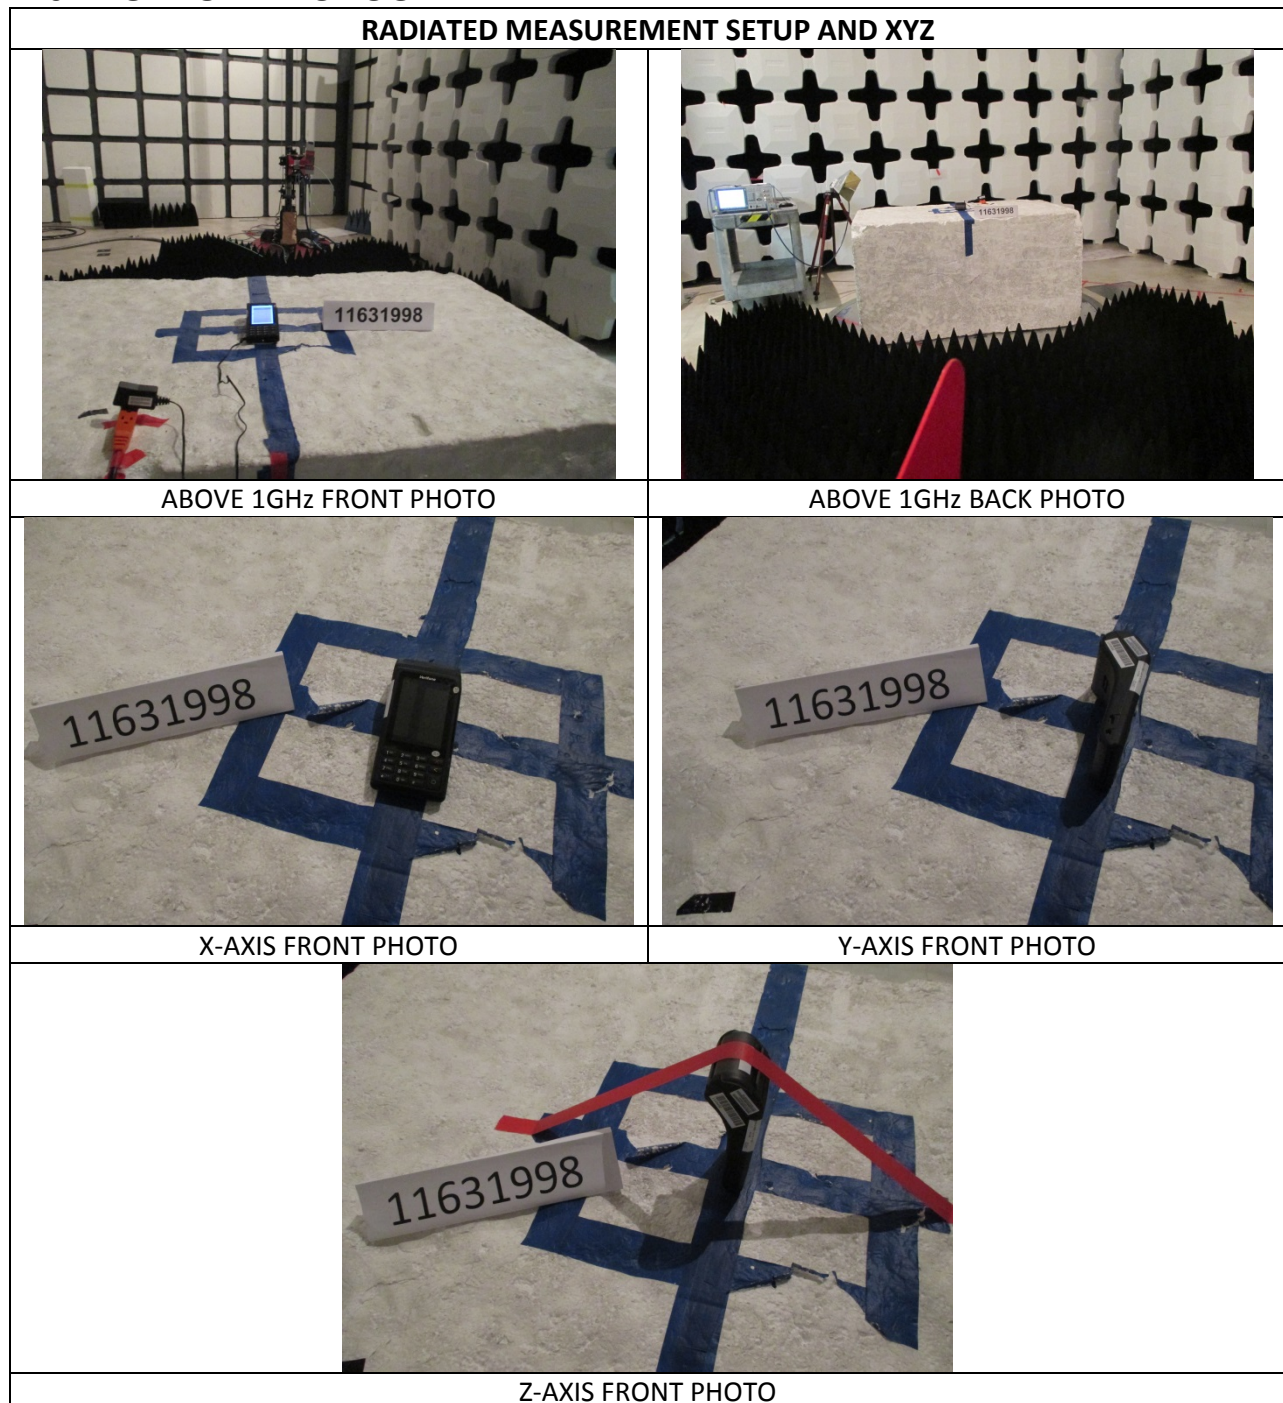 RADIATED MEASUREMENT SETUP AND XYZ
11631998
11631998
ABOVE 1GHz FRONT PHOTO
ABOVE 1GHz BACK PHOTO
11631998
11631998
X-AXIS FRONT PHOTO
Y-AXIS FRONT PHOTO
11631998
Z-AXIS FRONT PHOTO